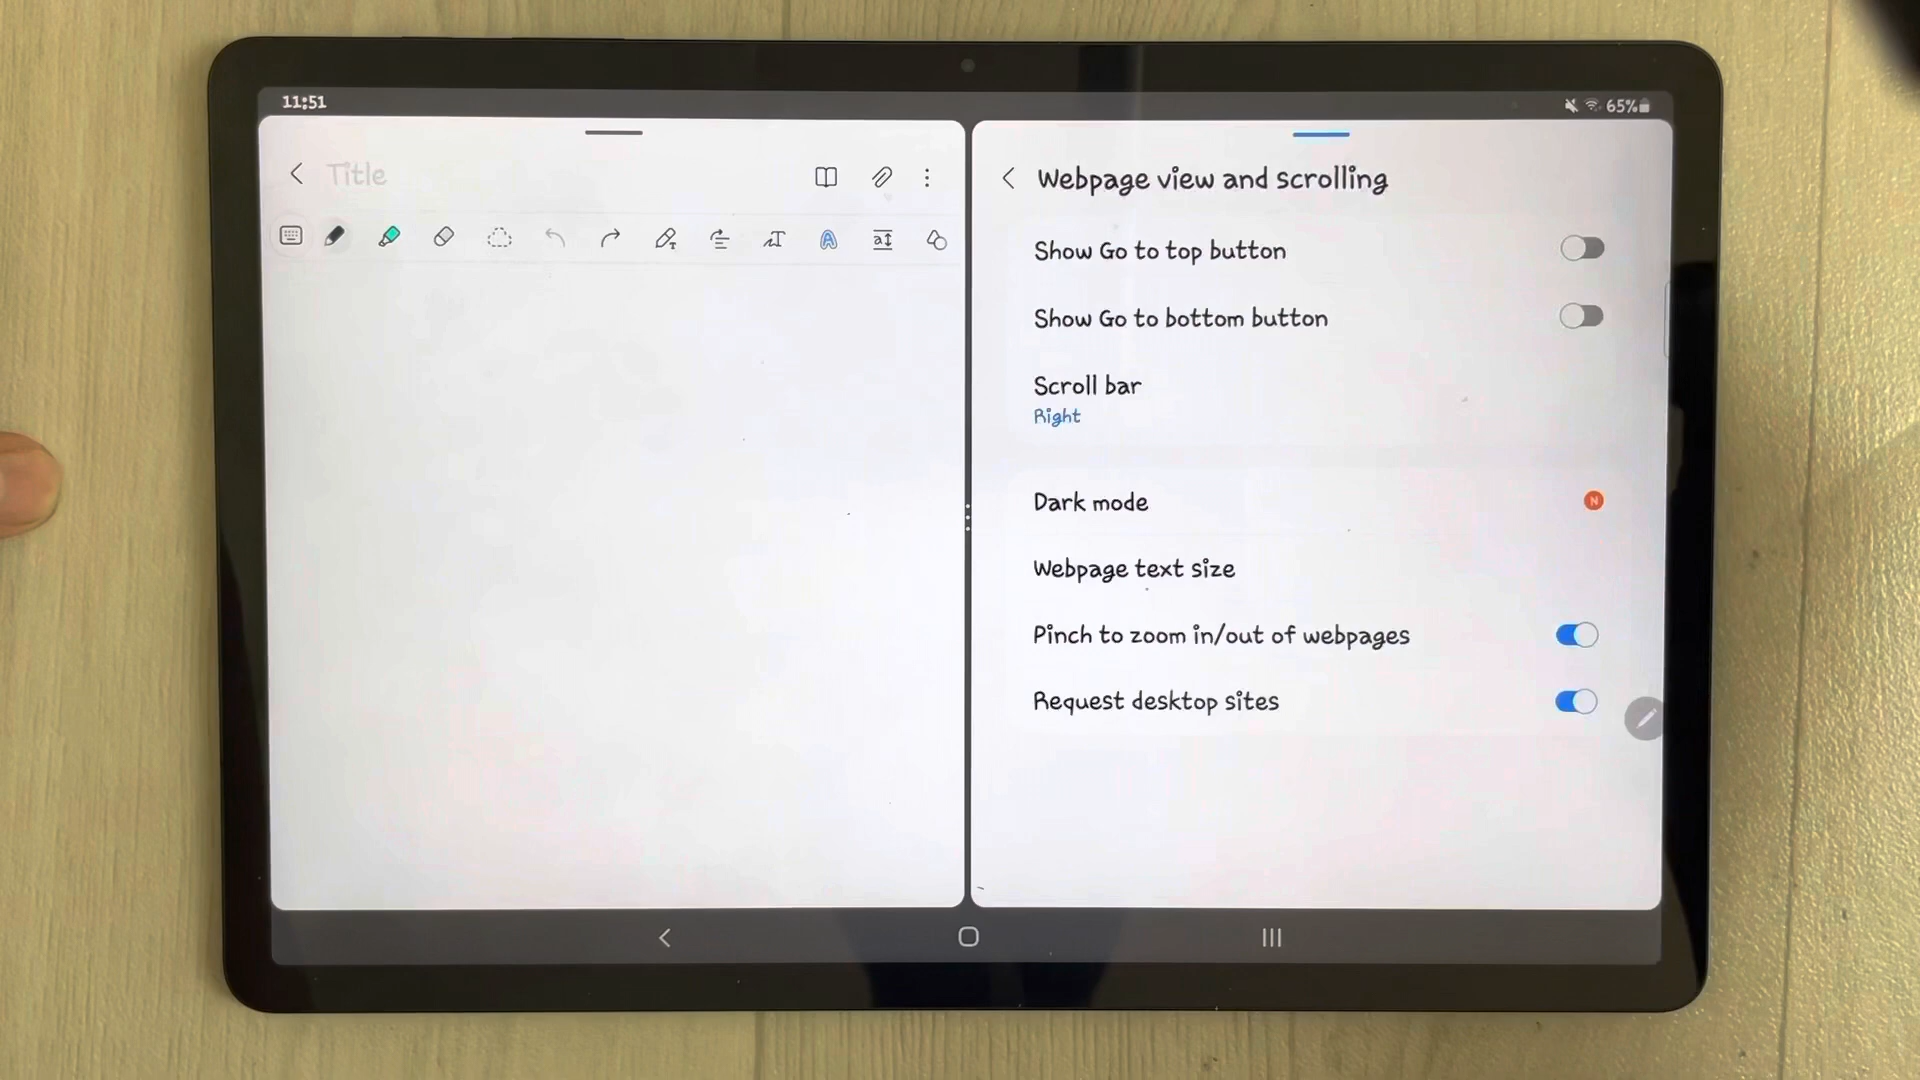 11:51
65%
Title
Webpage view and scrolling
Show Go to top button
Show Go to bottom button
Scroll bar
Right
Dark mode
N
Webpage text size
Pinch to zoom in/out of webpages
Request desktop sites